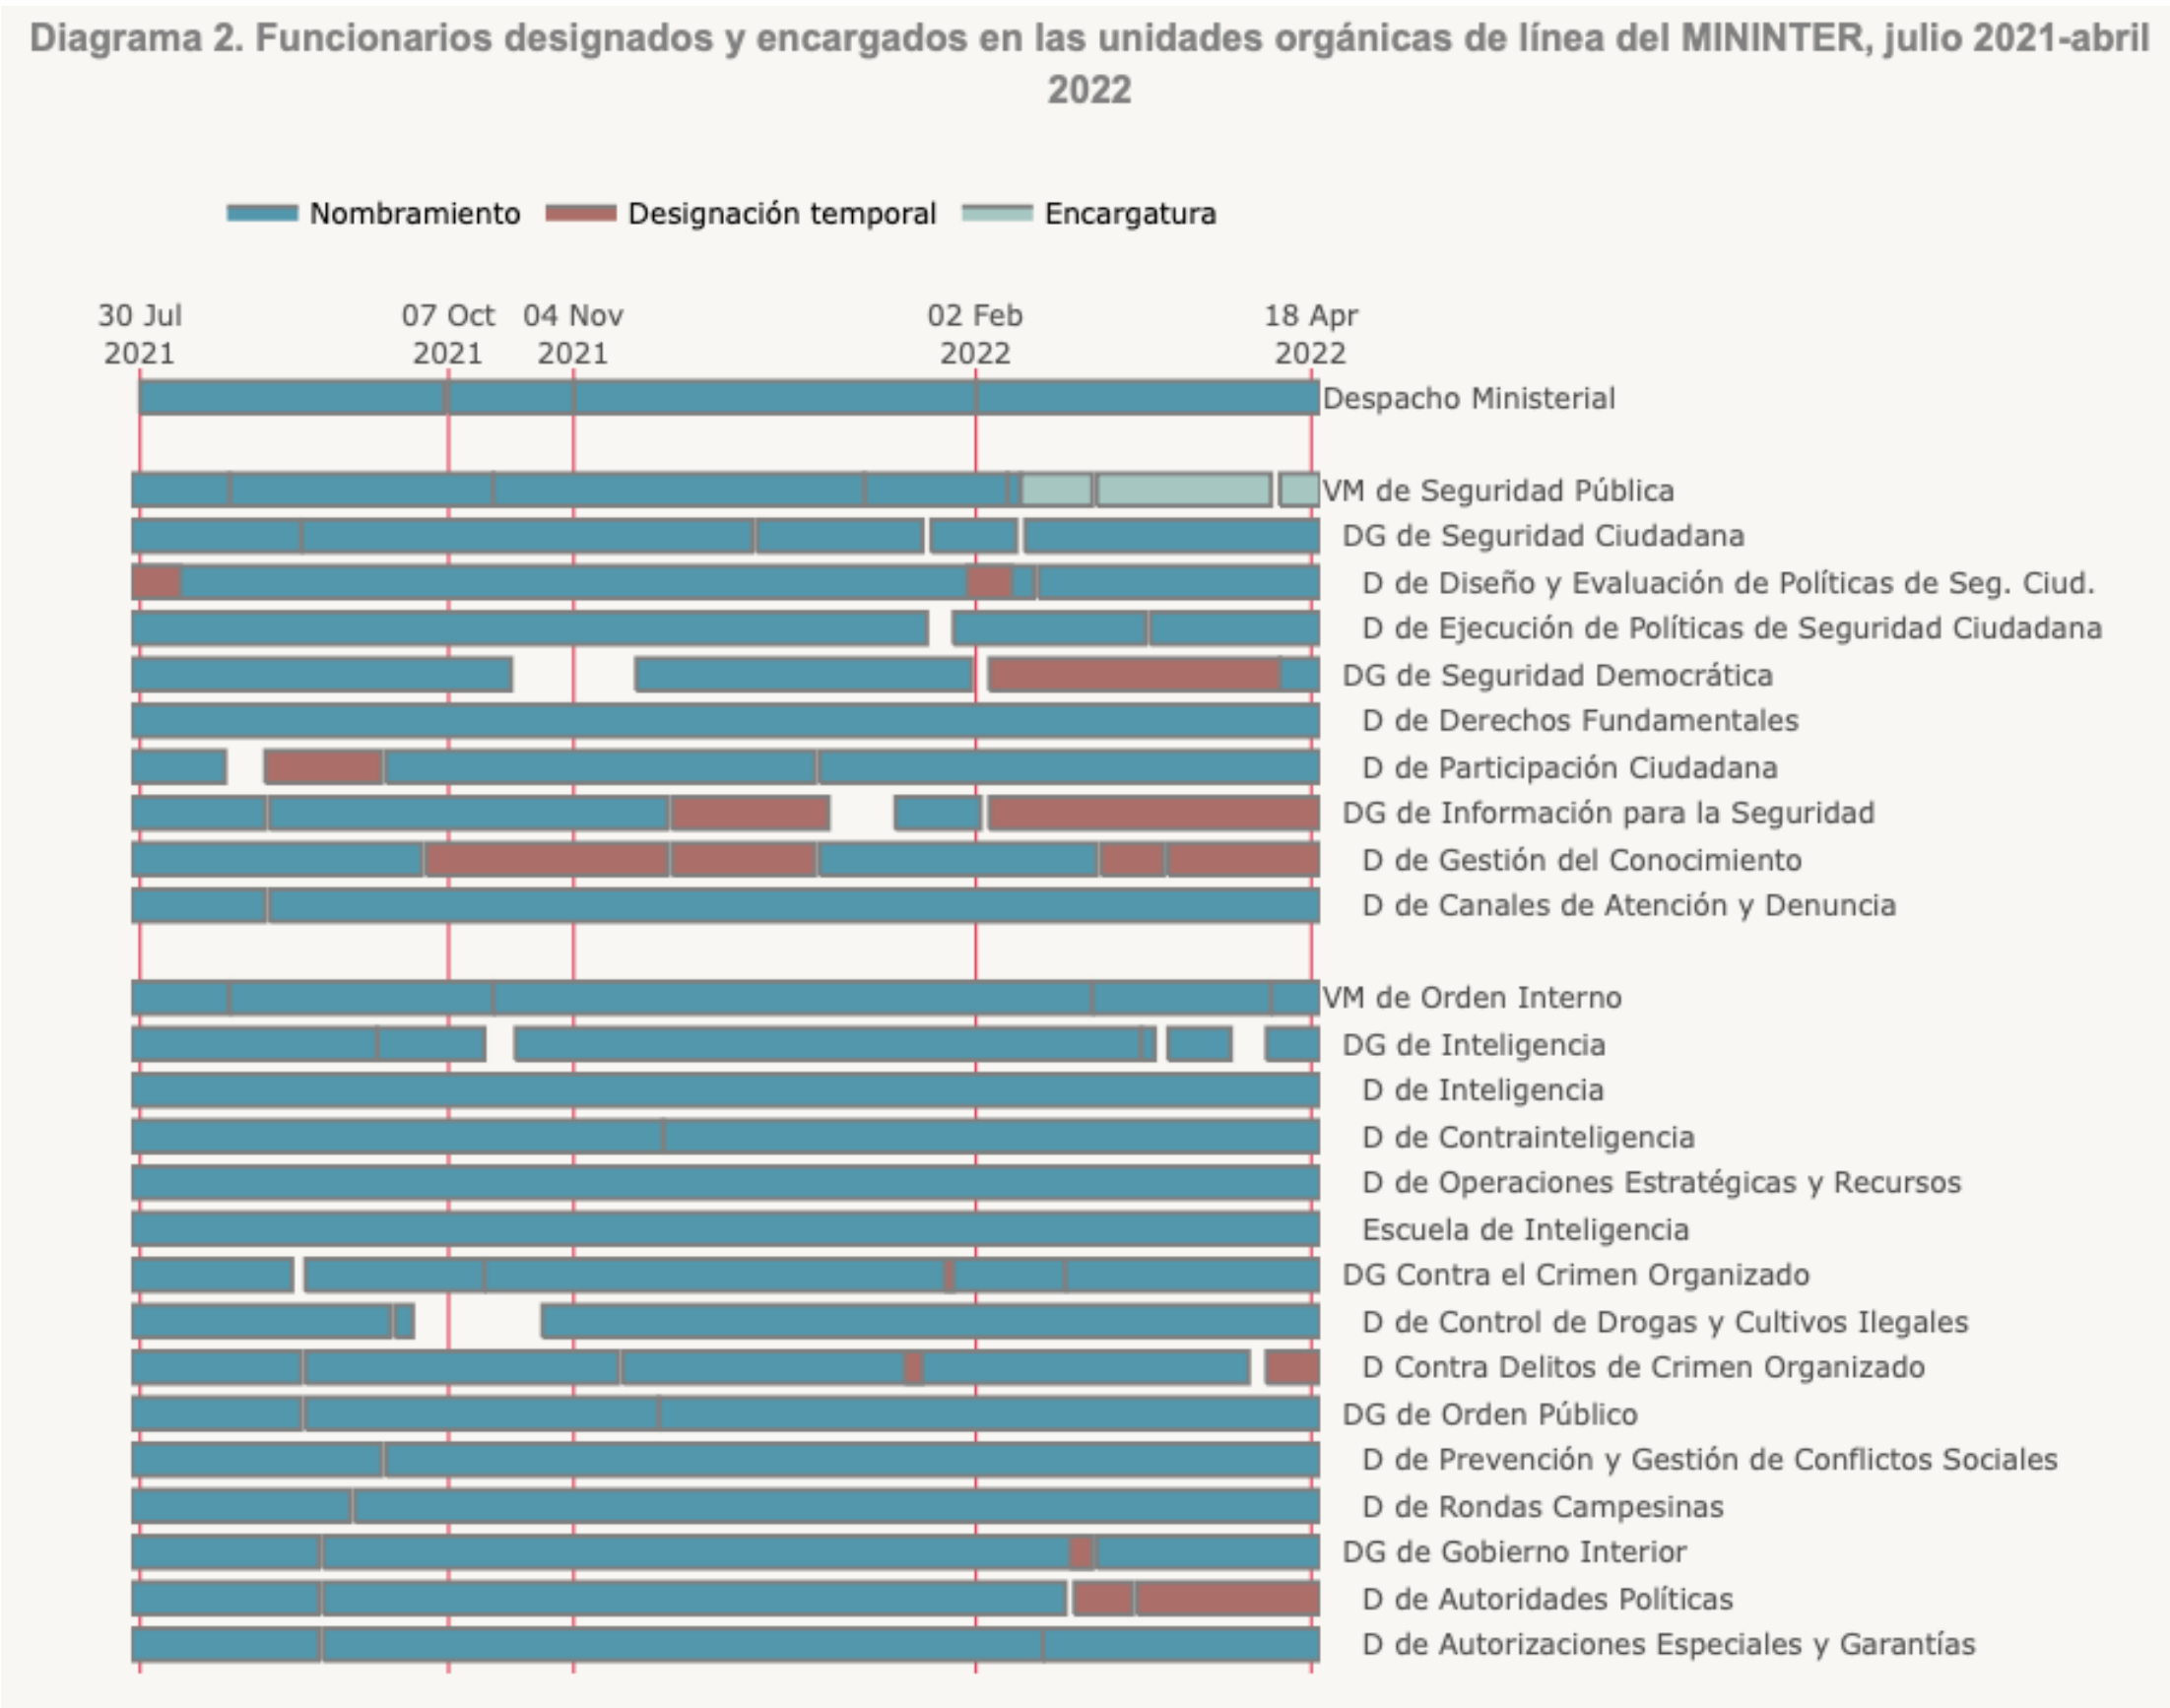 Diagrama 2. Funcionarios designados y encargados en las unidades orgánicas de línea del MININTER, julio 2021-abril
2022
Nombramiento Designación temporal Encargatura
30 Jul 07 Oct 04 Nov 02 Feb 18 Apr
2021 2021 2021 2022 2022
Despacho Ministerial
VM de Seguridad Pública
DG de Seguridad Ciudadana
D de Diseño y Evaluación de Políticas de Seg. Ciud.
D de Ejecución de Políticas de Seguridad Ciudadana
DG de Seguridad Democrática
D de Derechos Fundamentales
D de Participación Ciudadana
DG de Información para la Seguridad
D de Gestión del Conocimiento
D de Canales de Atención y Denuncia
VM de Orden Interno
DG de Inteligencia
D de Inteligencia
D de Contrainteligencia
D de Operaciones Estratégicas y Recursos
Escuela de Inteligencia
DG Contra el Crimen Organizado
D de Control de Drogas y Cultivos Ilegales
D Contra Delitos de Crimen Organizado
DG de Orden Público
D de Prevención y Gestión de Conflictos Sociales
D de Rondas Campesinas
DG de Gobierno Interior
D de Autoridades Políticas
D de Autorizaciones Especiales y Garantías